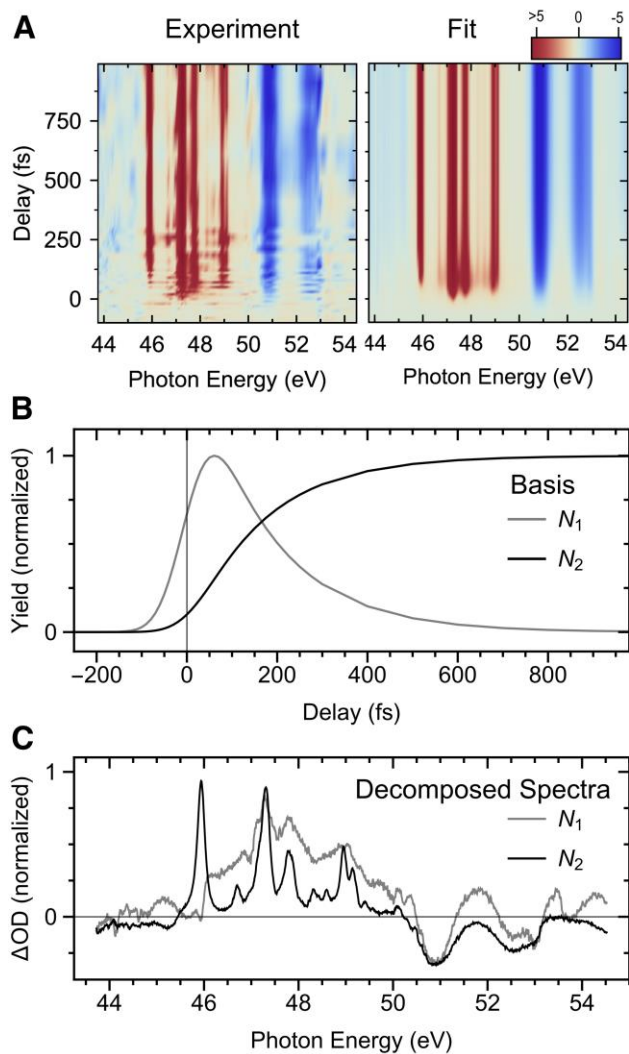 A
Experiment
Fit
>5 0 -5
Delay (fs)
750
500
250
0
44 46 48 50 52 54
44 46 48 50 52 54
Photon Energy (eV)
Photon Energy (eV)
B
Yield (normalized)
1
0
Basis
N₁
N₂
−200 0 200 400 600 800
Delay (fs)
C
ΔOD (normalized)
1
0
Decomposed Spectra
N₁
N₂
44 46 48 50 52 54
Photon Energy (eV)